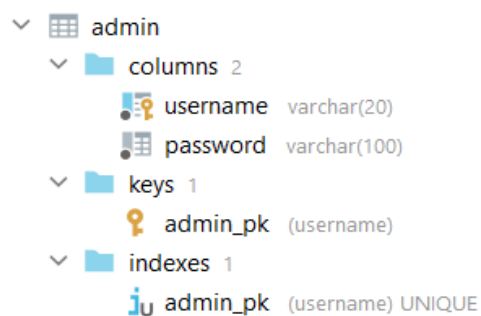 admin
columns 2
username varchar(20)
password varchar(100)
keys 1
admin_pk (username)
indexes 1
admin_pk (username) UNIQUE